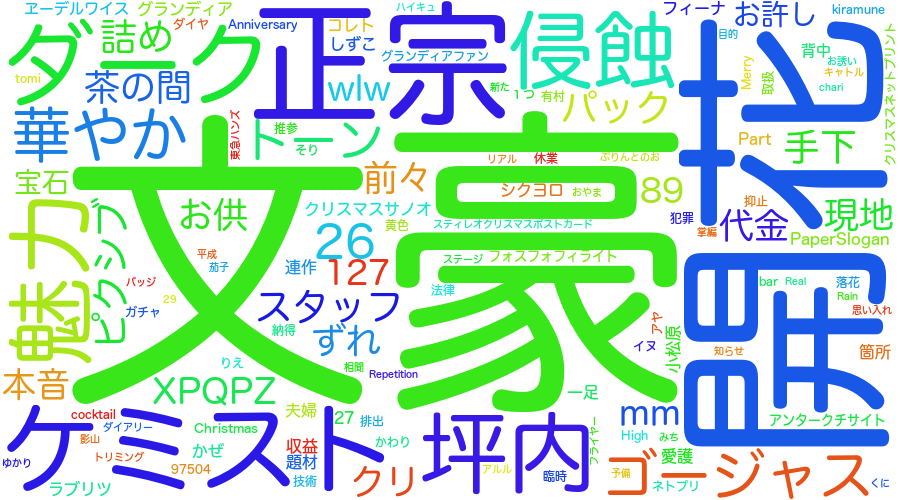 ヱーデルワイス
グランディア
ダイヤ
Anniversary
コレト
しずこ
ハイキュ
グランディアファン
フィーナ
お許し
kiramune
目的
背中
お誘い
キャトル
chari
取扱
Merry
クリスマスネットプリント
tomi
ダーク
詰め
茶の間
正宗
wlw
侵蝕
新た
1つ
有村
パック
Part
手下
札
華やか
東急ハンズ
推参
そり
トーン
前々
リアル
休業
ぷりんとのお
シクヨロ
おやま
89
抑止
犯罪
掌編
代金
現地
PaperSlogan
宝石
魅力
ピクシブ
お供
文豪
クリスマスサノオ
黄色
スティレオクリスマスポストカード
26
平成
茄子
連作
127
ステージ
フォスフォフィライト
bar
Real
落花
Rain
思い入れ
バッジ
29
ガチャ
スタッフ
法律
納得
ずれ
アヤ
イヌ
小松原
知らせ
開
箇所
本音
りえ
相聞
Repetition
XPQPZ
一足
夫婦
27
排出
mm
アンタークチサイト
cocktail
ダイアリー
影山
Christmas
かぜ
かわり
High
みち
ケミスト
収益
題材
坪内
フライヤー
愛護
ゆかり
トリミング
97504
技術
クリ
アルル
臨時
予備
ゴージャス
ラブリツ
ネトプリ
くに